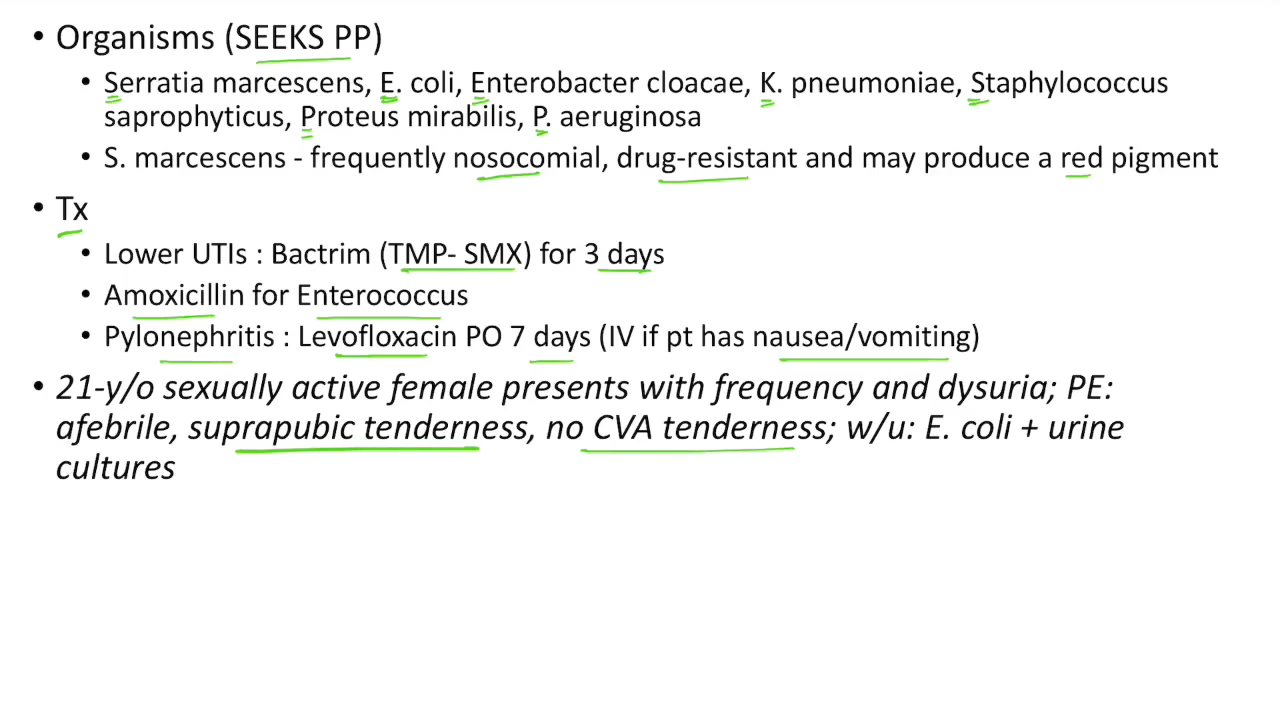 • Organisms (SEEKS PP)
• Serratia marcescens, E. coli, Enterobacter cloacae, K. pneumoniae, Staphylococcus
saprophyticus, Proteus mirabilis, P. aeruginosa
• S. marcescens - frequently nosocomial, drug-resistant and may produce a red pigment
• Tx
• Lower UTIs : Bactrim (TMP- SMX) for 3 days
• Amoxicillin for Enterococcus
• Pylonephritis : Levofloxacin PO 7 days (IV if pt has nausea/vomiting)
• 21-y/o sexually active female presents with frequency and dysuria; PE:
afebrile, suprapubic tenderness, no CVA tenderness; w/u: E. coli + urine
cultures